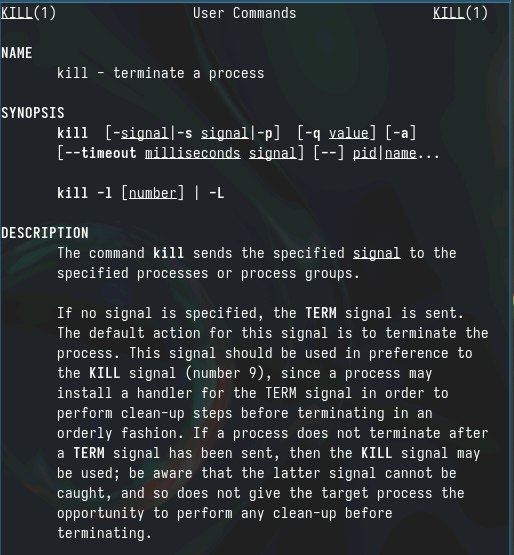 KILL(1) User Commands KILL(1)
NAME
kill - terminate a process
SYNOPSIS
kill [-signal|-s signal|-p] [-q value] [-a]
[--timeout milliseconds signal] [--] pid|name...
kill -l [number] | -L
DESCRIPTION
The command kill sends the specified signal to the
specified processes or process groups.
If no signal is specified, the TERM signal is sent.
The default action for this signal is to terminate the
process. This signal should be used in preference to
the KILL signal (number 9), since a process may
install a handler for the TERM signal in order to
perform clean-up steps before terminating in an
orderly fashion. If a process does not terminate after
a TERM signal has been sent, then the KILL signal may
be used; be aware that the latter signal cannot be
caught, and so does not give the target process the
opportunity to perform any clean-up before
terminating.